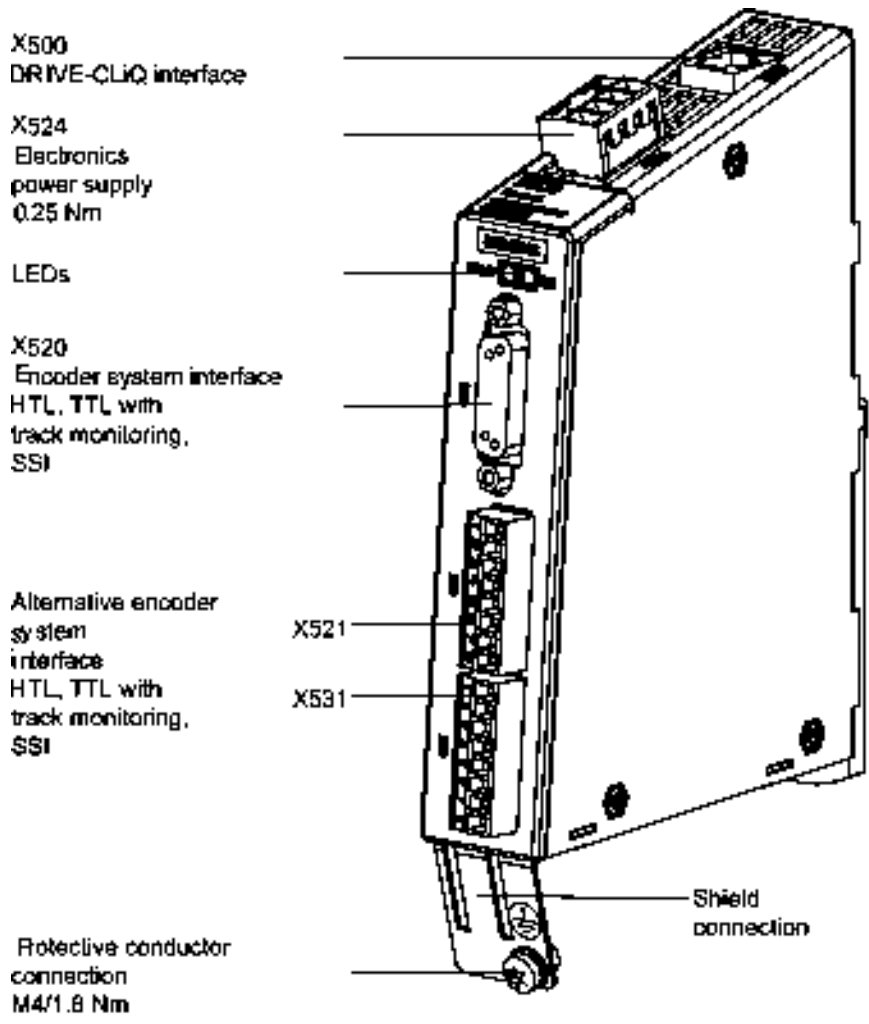 X500
DRIVE-CLiQ interface
X524
Electronics
power supply
0.25 Nm
LEDs
X520
Encoder system interface
HTL, TTL with
track monitoring,
SSI
Alternative encoder
system
interface
HTL, TTL with
track monitoring,
SSI
X521
X531
Shield
connection
Protective conductor
connection
M4/1.8 Nm